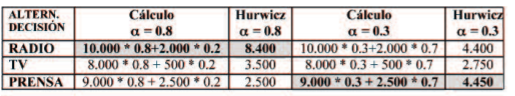 ALTERN. DECISIÓN Cálculo α = 0.8 Hurwicz α = 0.8 Cálculo α = 0.3 Hurwicz α = 0.3
RADIO 10.000 * 0.8+2.000 * 0.2 8.400 10.000 * 0.3+2.000 * 0.7 4.400
TV 8.000 * 0.8 + 500 * 0.2 3.500 8.000 * 0.3 + 500 * 0.7 2.750
PRENSA 9.000 * 0.8 + 2.500 * 0.2 2.500 9.000 * 0.3 + 2.500 * 0.7 4.450